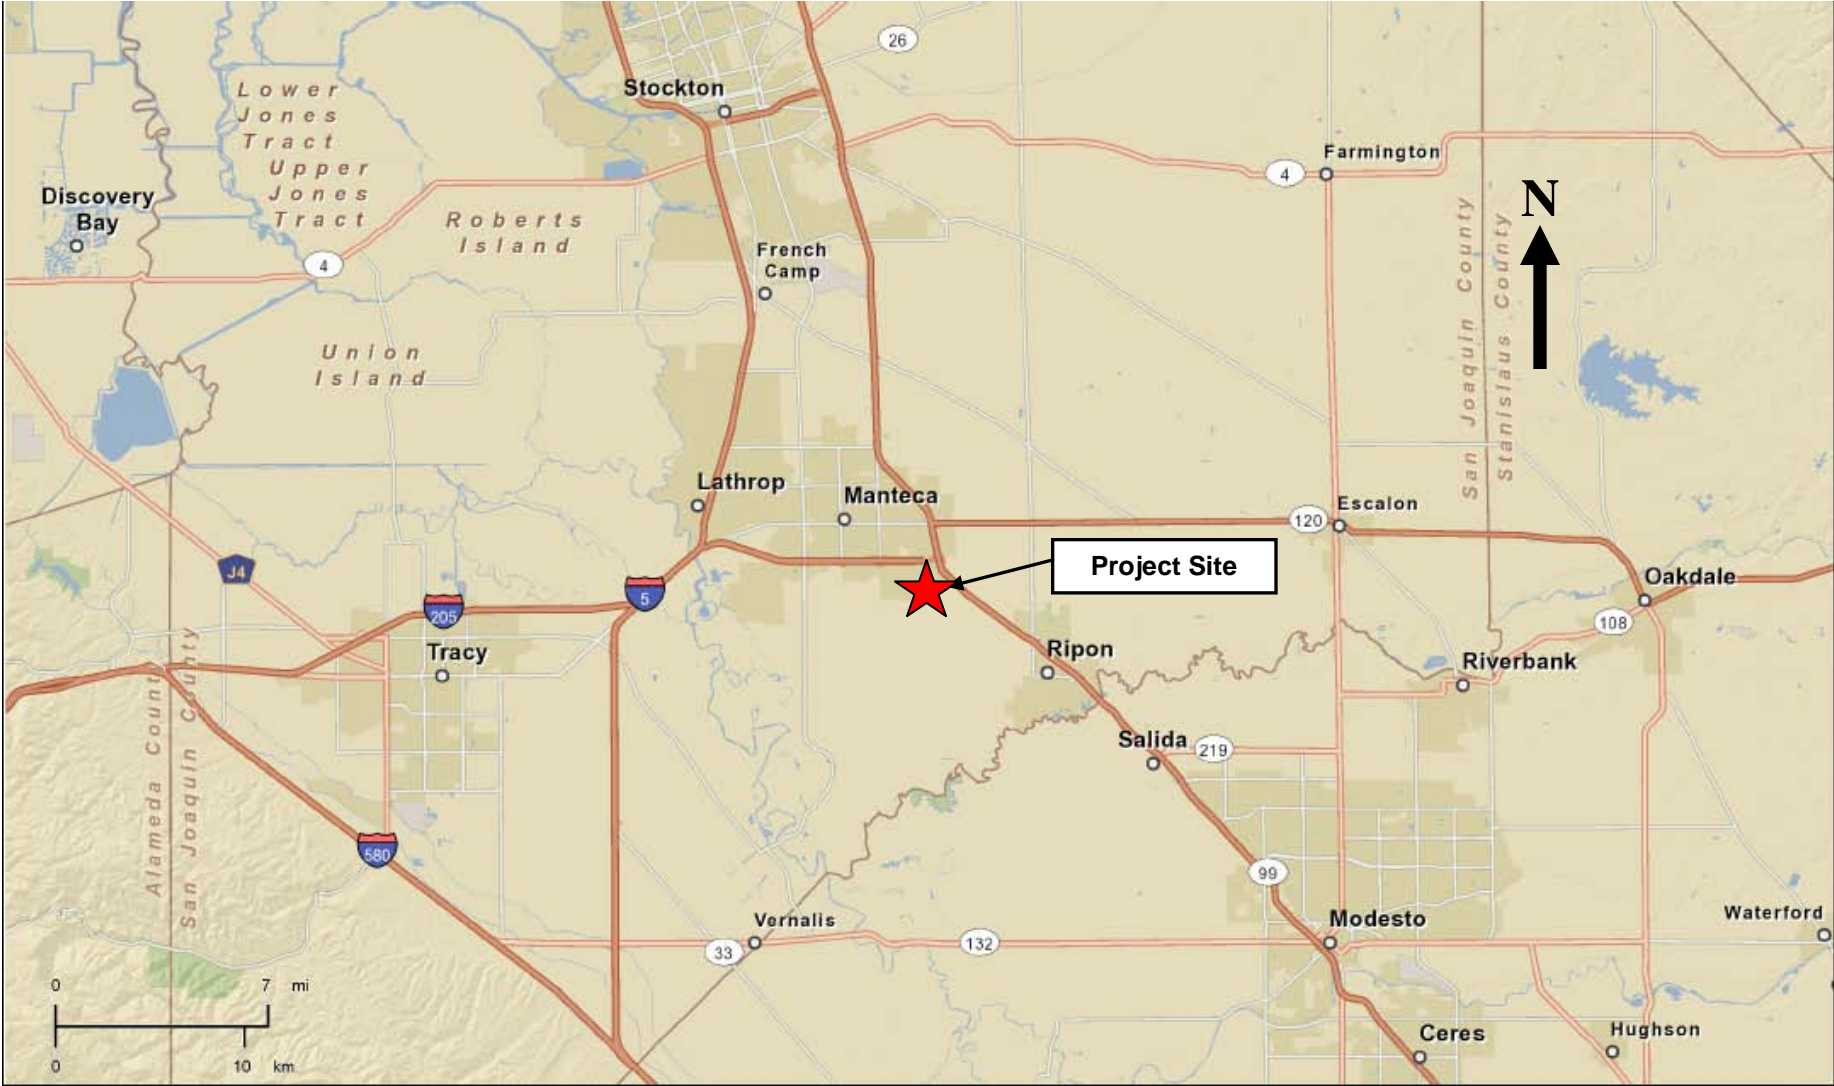 26
Stockton
Lower
Jones
Tract
Upper
Jones
Tract
Farmington
4
Discovery
Bay
N
Roberts
Island
French
Camp
4
San Joaquin County
Stanislaus County
Union
Island
Lathrop
Manteca
Escalon
120
J4
Project Site
Oakdale
5
205
108
Tracy
Ripon
Riverbank
Alameda County
San Joaquin County
Salida
219
580
99
Vernalis
Modesto
Waterford
33
132
0 7 mi
0 10 km
Ceres
Hughson